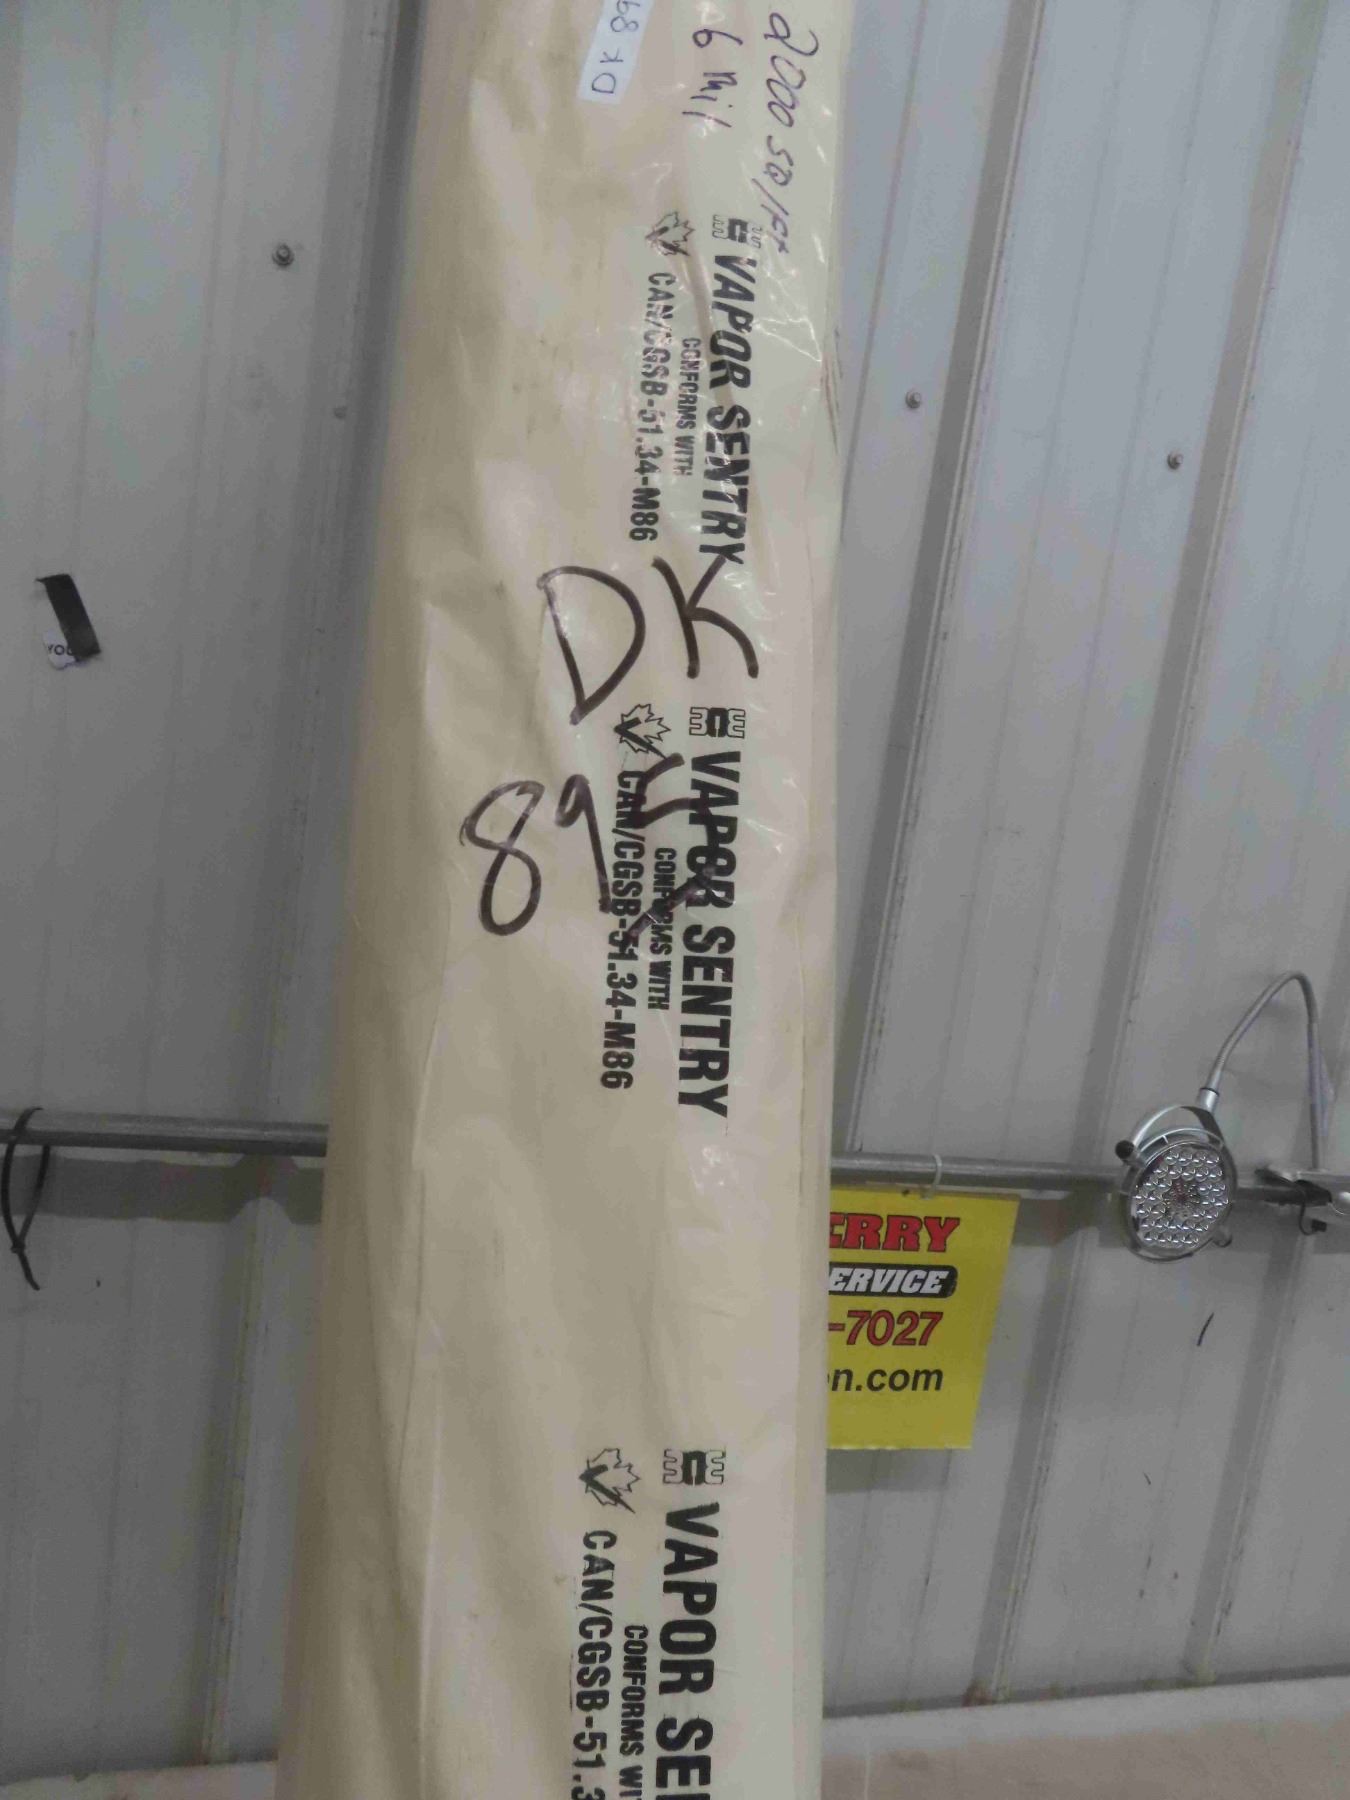 2000 sq/ft
6 mil
DK 89
VAPOR SENTRY
CONFORMS WITH
CAN/CGSB-51.34-M86
DK
VAPOR SENTRY
CONFORMS WITH
CAN/CGSB-51.34-M86
YOU
ERRY
ERVICE
-7027
n.com
VAPOR SE
CONFORMS WI
CAN/CGSB-51.3